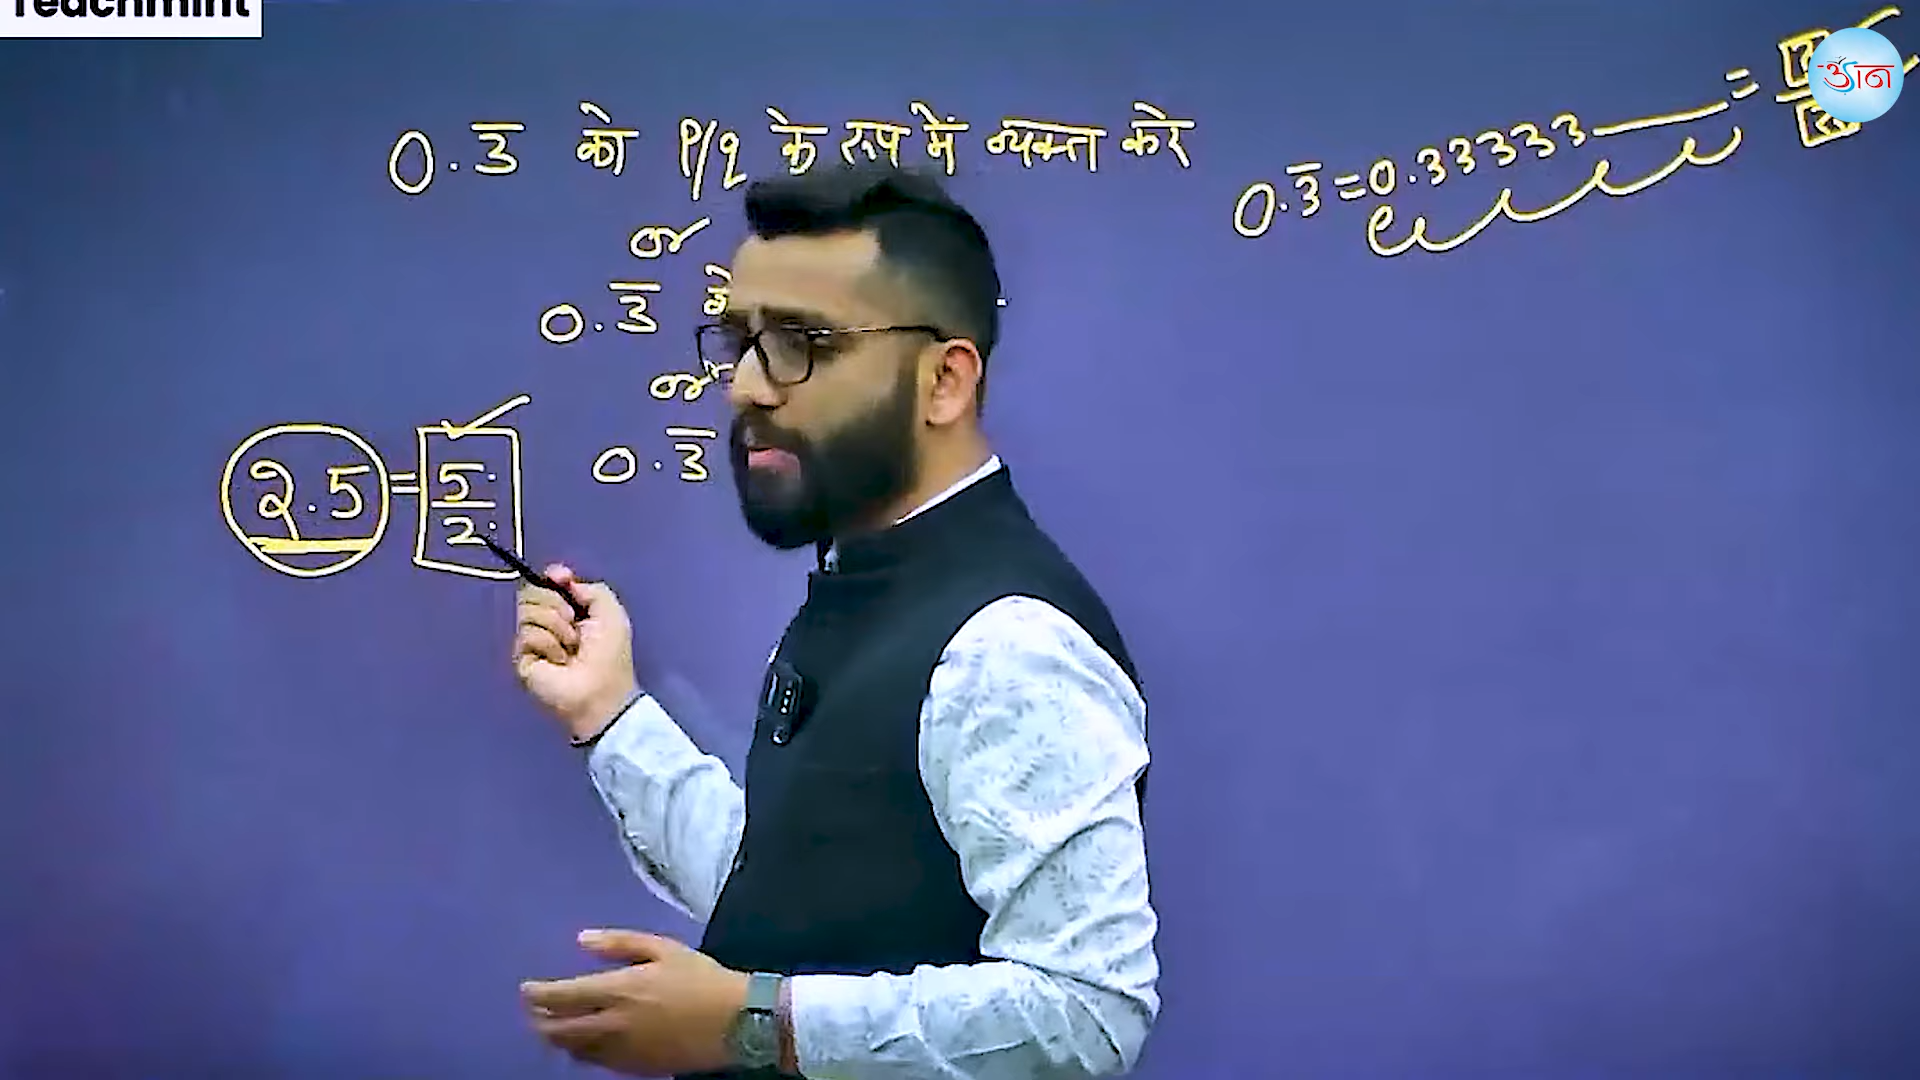 Teachmint
आन
0.3̅ को P/q के रूप में व्यक्त करे
0.3̅ = 0.33333
=
or
0.3̅ को
or
0.3̅
2.5 = 5/2